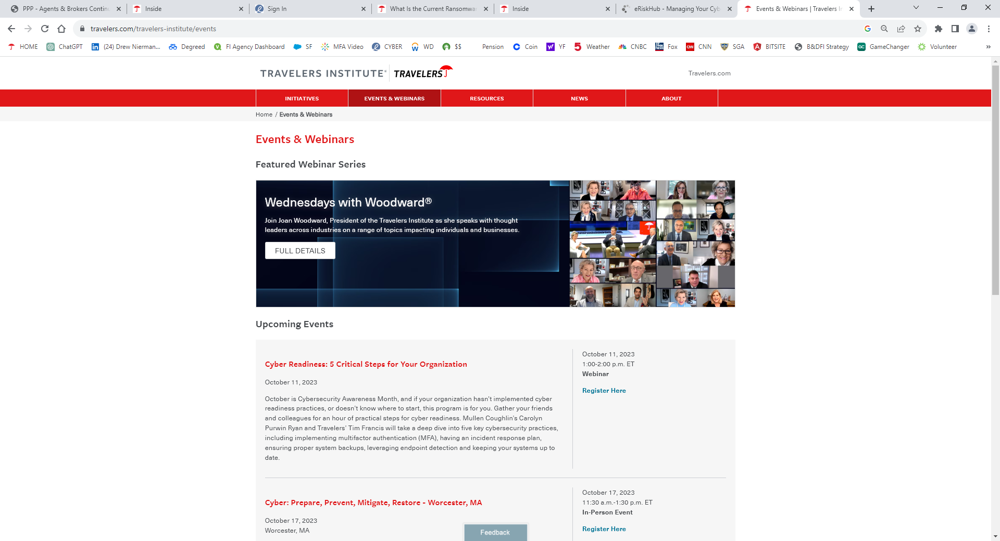 PPP - Agents & Brokers Contin
Inside
Sign In
What Is the Current Ransomwa
Inside
eRiskHub - Managing Your Cyb
Events & Webinars | Travelers I
travelers.com/travelers-institute/events
HOME
ChatGPT
(24) Drew Nierman...
Degreed
FI Agency Dashboard
SF
MFA Video
CYBER
WD
$$
Pension
Coin
YF
Weather
CNBC
Fox
CNN
SGA
BITSITE
B&DFI Strategy
GameChanger
Volunteer
»
TRAVELERS INSTITUTE® TRAVELERS
Travelers.com
INITIATIVES
EVENTS & WEBINARS
RESOURCES
NEWS
ABOUT
Home / Events & Webinars
Events & Webinars
Featured Webinar Series
Wednesdays with Woodward®
Join Joan Woodward, President of the Travelers Institute as she speaks with thought
leaders across industries on a range of topics impacting individuals and businesses.
FULL DETAILS
Upcoming Events
Cyber Readiness: 5 Critical Steps for Your Organization
October 11, 2023
October is Cybersecurity Awareness Month, and if your organization hasn't implemented cyber
readiness practices, or doesn't know where to start, this program is for you. Gather your friends
and colleagues for an hour of practical steps for cyber readiness. Mullen Coughlin's Carolyn
Purwin Ryan and Travelers' Tim Francis will take a deep dive into five key cybersecurity practices,
including implementing multifactor authentication (MFA), having an incident response plan,
ensuring proper system backups, leveraging endpoint detection and keeping your systems up to
date.
October 11, 2023
1:00-2:00 p.m. ET
Webinar
Register Here
Cyber: Prepare, Prevent, Mitigate, Restore - Worcester, MA
October 17, 2023
Worcester, MA
October 17, 2023
11:30 a.m.-1:30 p.m. ET
In-Person Event
Register Here
Feedback